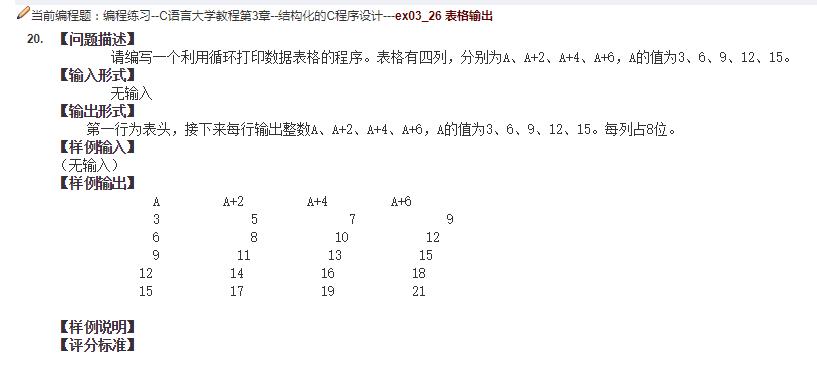 当前编程题：编程练习--C语言大学教程第3章--结构化的C程序设计---ex03_26 表格输出
20. 【问题描述】
请编写一个利用循环打印数据表格的程序。表格有四列，分别为A、A+2、A+4、A+6，A的值为3、6、9、12、15。
【输入形式】
无输入
【输出形式】
第一行为表头，接下来每行输出整数A、A+2、A+4、A+6，A的值为3、6、9、12、15。每列占8位。
【样例输入】
（无输入）
【样例输出】
A A+2 A+4 A+6
3 5 7 9
6 8 10 12
9 11 13 15
12 14 16 18
15 17 19 21
【样例说明】
【评分标准】